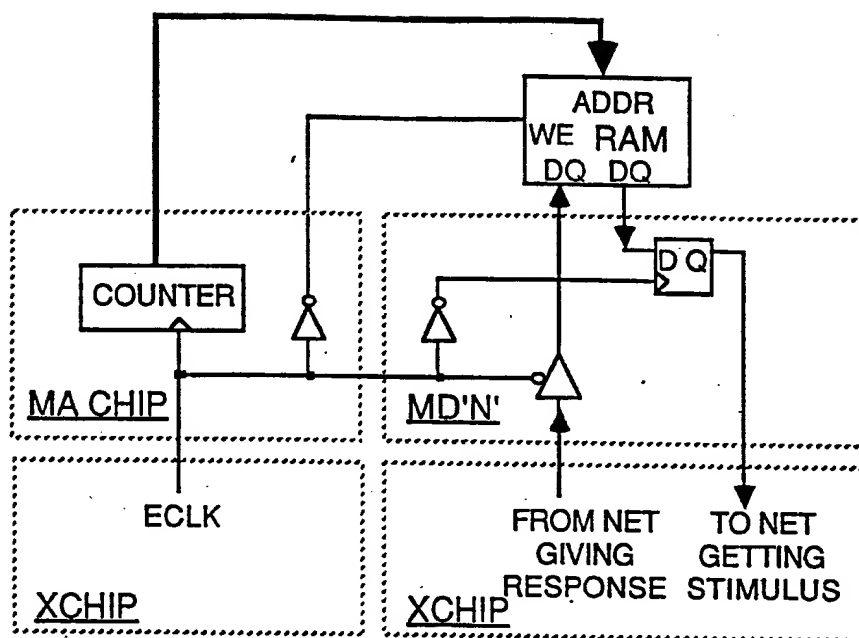 ADDR
WE RAM
DQ DQ
D Q
COUNTER
MA CHIP
MD'N'
ECLK
FROM NET
GIVING
RESPONSE
TO NET
GETTING
STIMULUS
XCHIP
XCHIP